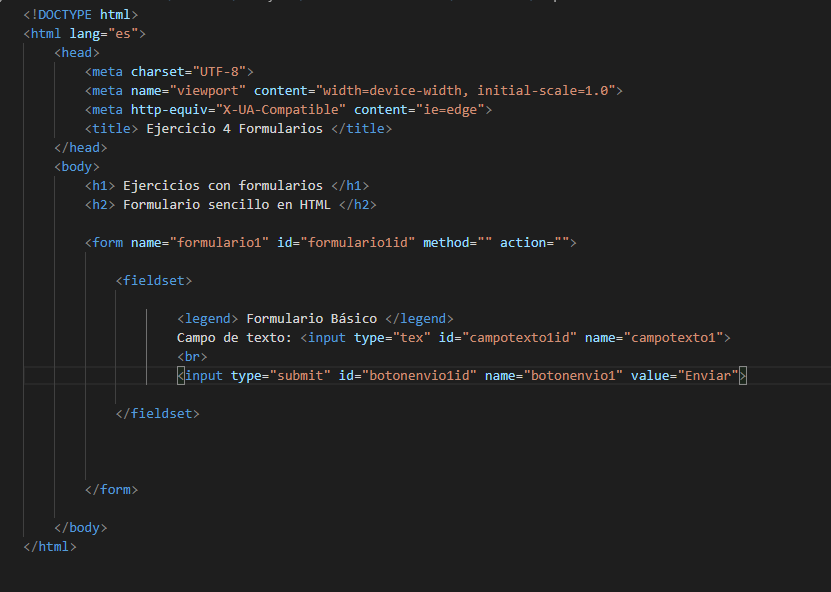 <!DOCTYPE html>
<html lang="es">
<head>
<meta charset="UTF-8">
<meta name="viewport" content="width=device-width, initial-scale=1.0">
<meta http-equiv="X-UA-Compatible" content="ie=edge">
<title> Ejercicio 4 Formularios </title>
</head>
<body>
<h1> Ejercicios con formularios </h1>
<h2> Formulario sencillo en HTML </h2>
<form name="formulario1" id="formulario1id" method="" action="">
<fieldset>
<legend> Formulario Básico </legend>
Campo de texto: <input type="tex" id="campotexto1id" name="campotexto1">
<br>
<input type="submit" id="botonenvio1id" name="botonenvio1" value="Enviar">
</fieldset>
</form>
</body>
</html>